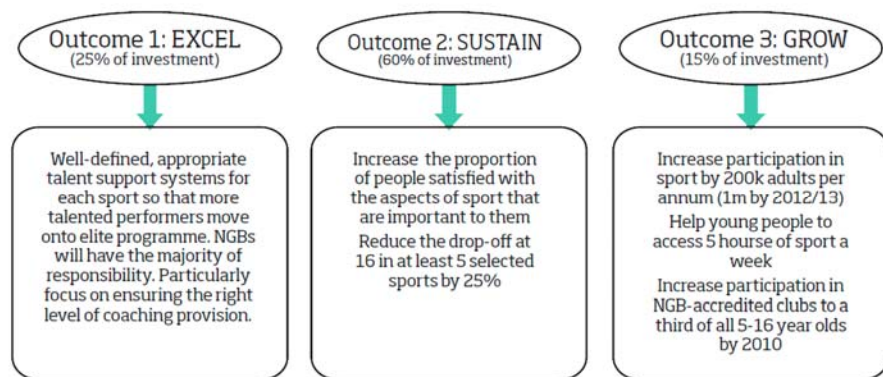 Outcome 1: EXCEL
(25% of investment)
Well-defined, appropriate
talent support systems for
each sport so that more
talented performers move
onto elite programme. NGBs
will have the majority of
responsibility. Particularly
focus on ensuring the right
level of coaching provision.
Outcome 2: SUSTAIN
(60% of investment)
Increase the proportion
of people satisfied with
the aspects of sport that
are important to them
Reduce the drop-off at
16 in at least 5 selected
sports by 25%
Outcome 3: GROW
(15% of investment)
Increase participation in
sport by 200k adults per
annum (1m by 2012/13)
Help young people to
access 5 hourse of sport a
week
Increase participation in
NGB-accredited clubs to a
third of all 5-16 year olds
by 2010